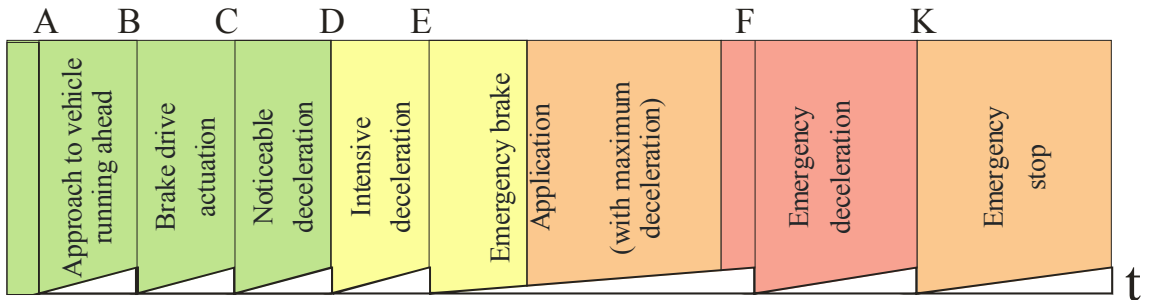 A B C D E F K
Approach to vehicle
running ahead
Brake drive
actuation
Noticeable
deceleration
Intensive
deceleration
Emergency brake
Application
(with maximum
deceleration)
Emergency
deceleration
Emergency
stop
t